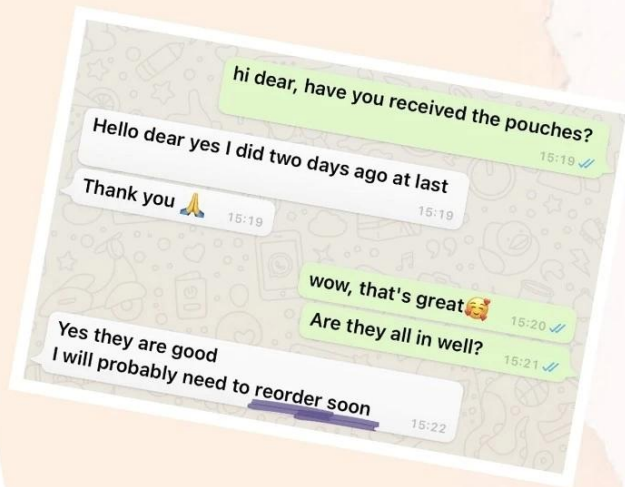 hi dear, have you received the pouches?
15:19
Hello dear yes I did two days ago at last
15:19
Thank you 🙏
15:19
wow, that's great🥰
15:20
Are they all in well?
15:21
Yes they are good
I will probably need to reorder soon
15:22